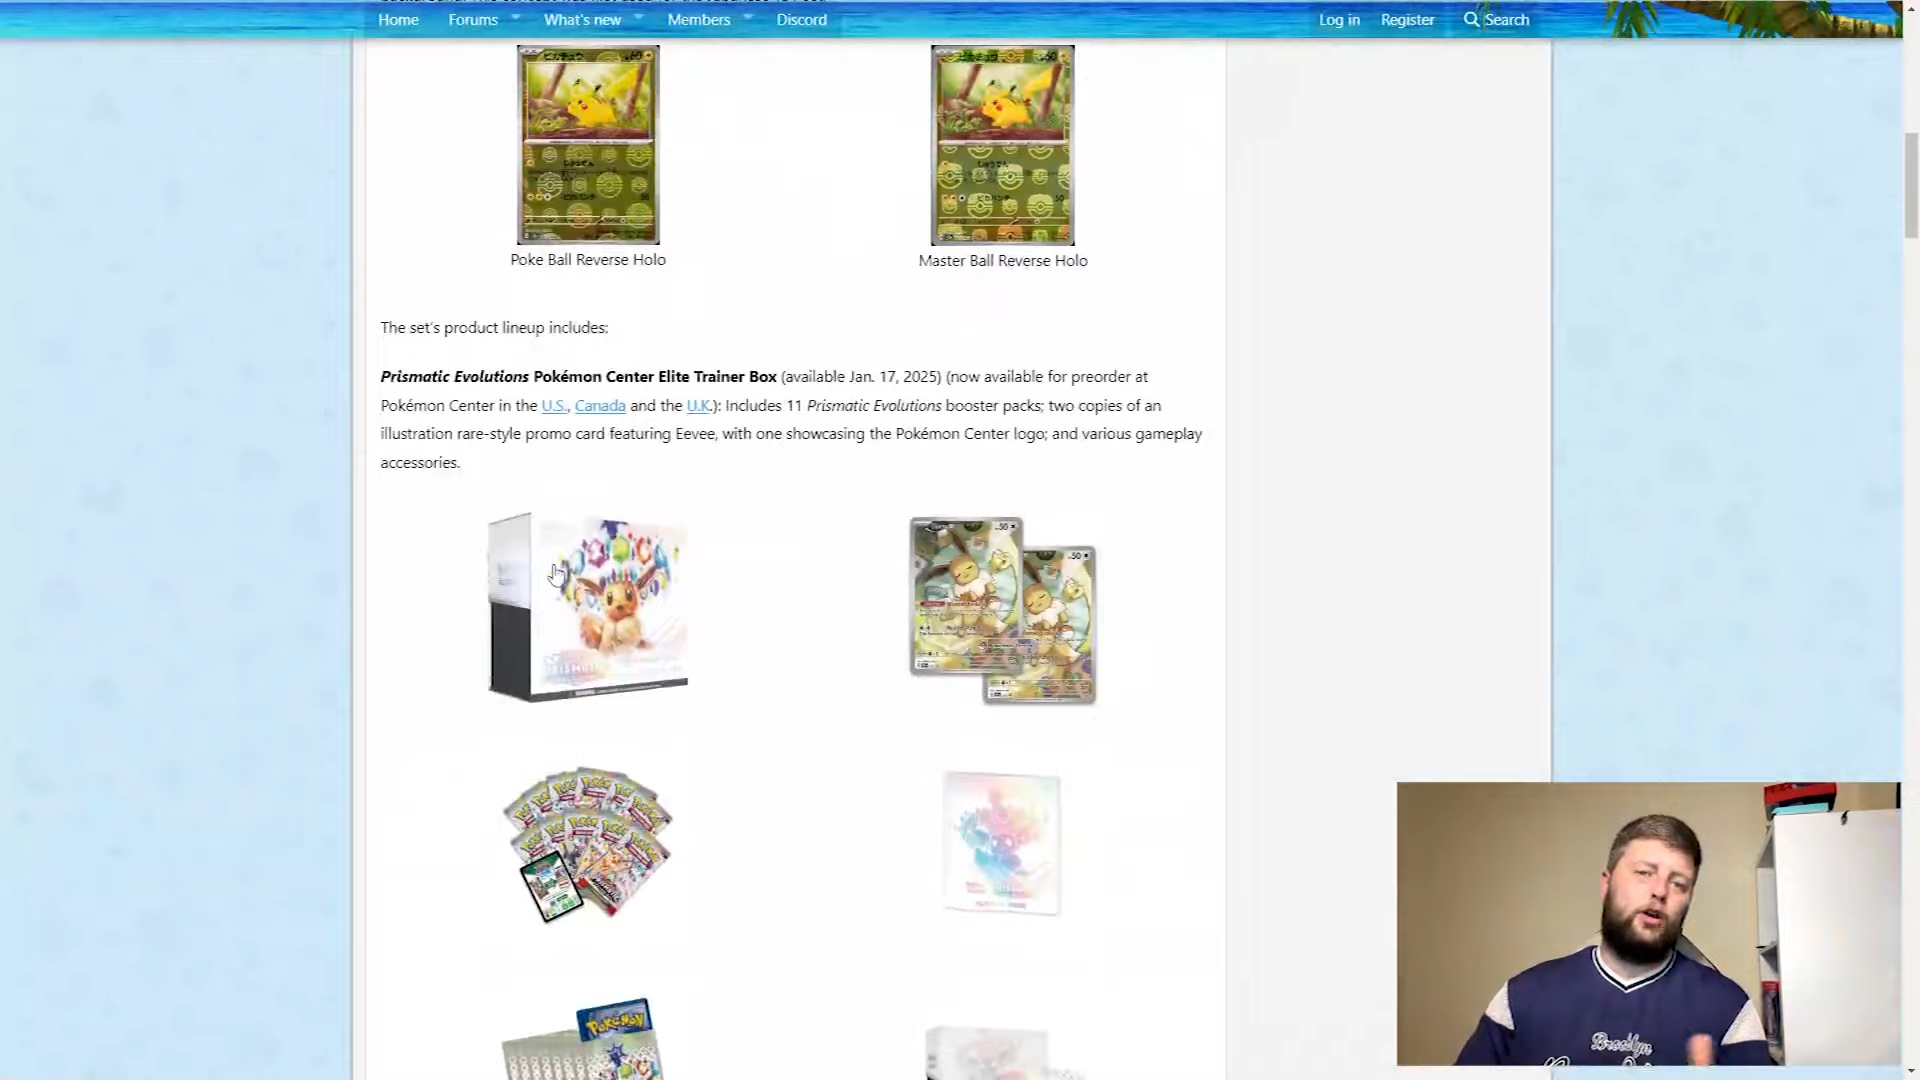 Home Forums What's new Members Discord Log in Register Search
Poke Ball Reverse Holo
Master Ball Reverse Holo
The set's product lineup includes:
Prismatic Evolutions Pokémon Center Elite Trainer Box (available Jan. 17, 2025) (now available for preorder at
Pokémon Center in the U.S., Canada and the U.K.): Includes 11 Prismatic Evolutions booster packs; two copies of an
illustration rare-style promo card featuring Eevee, with one showcasing the Pokémon Center logo; and various gameplay
accessories.
POKÉMON
Brooklyn